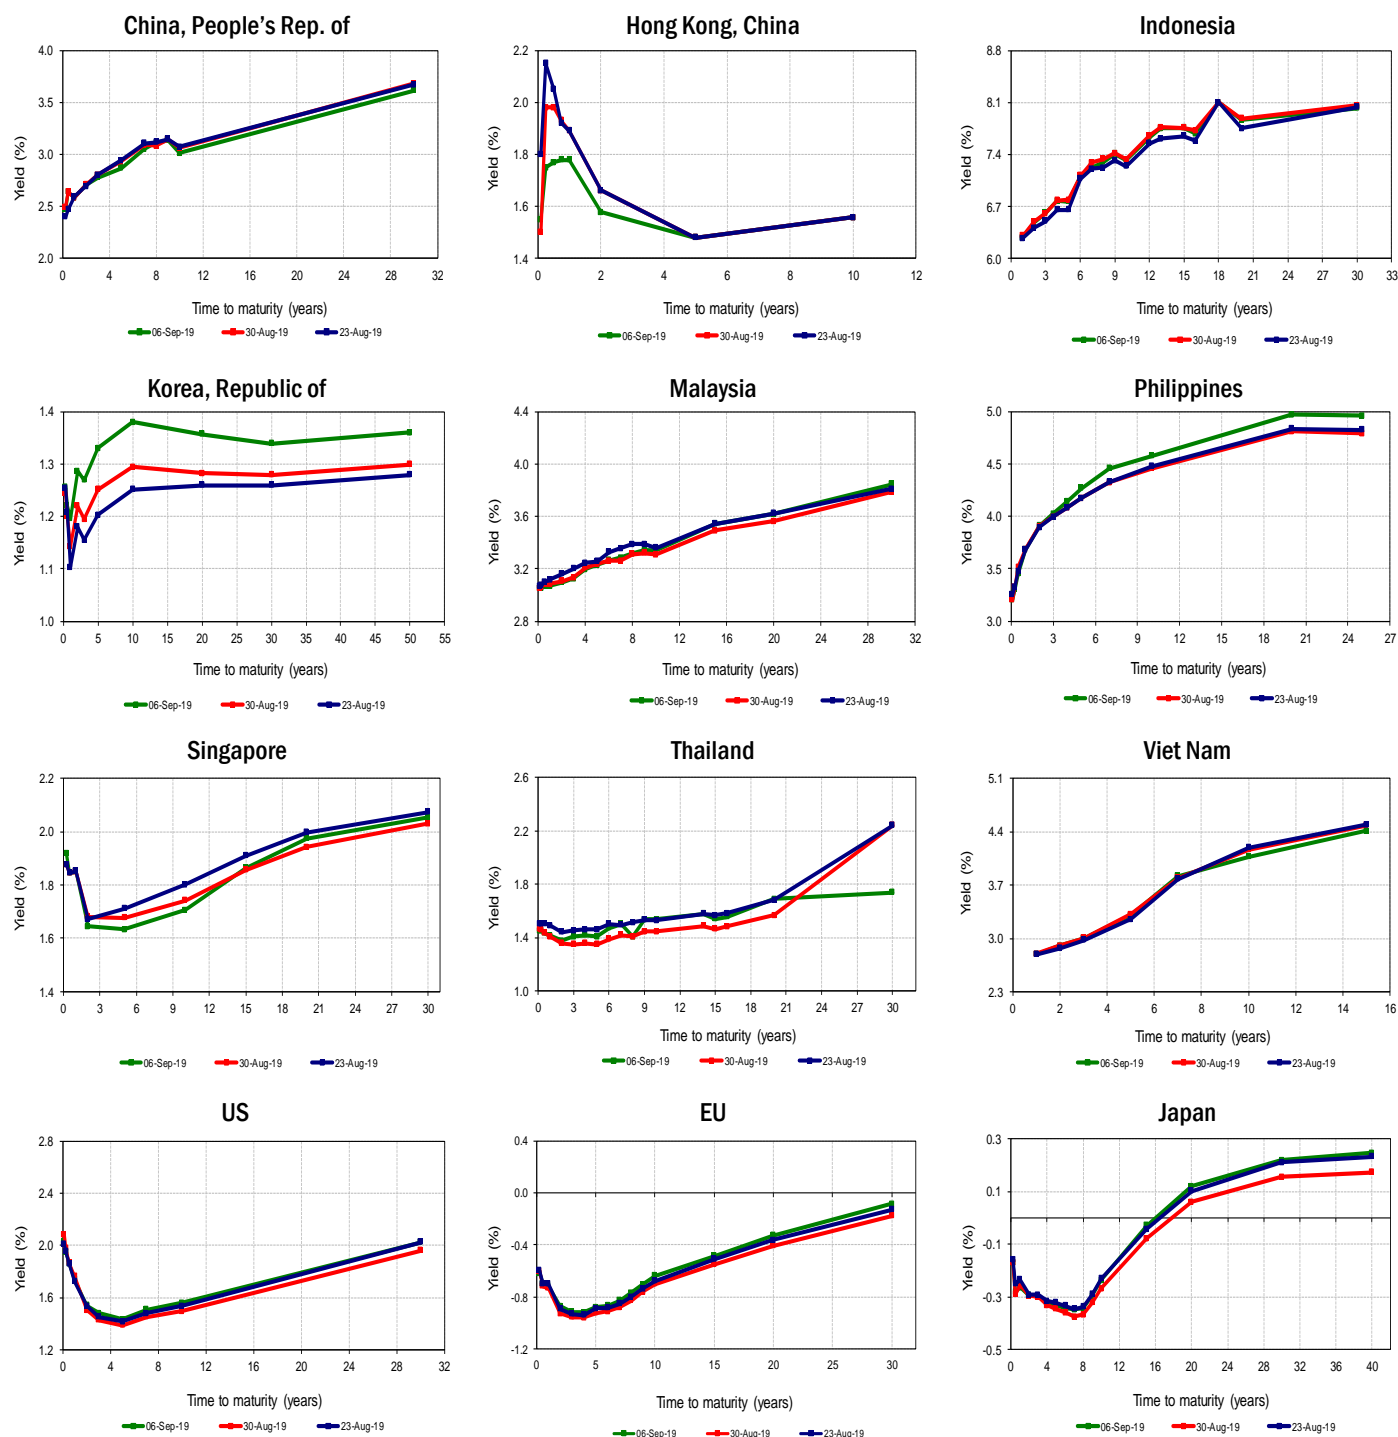 China, People's Rep. of
Yield (%)
4.0
3.5
3.0
2.5
2.0
0 4 8 12 16 20 24 28 32
Time to maturity (years)
06-Sep-19 30-Aug-19 23-Aug-19
Hong Kong, China
Yield (%)
2.2
2.0
1.8
1.6
1.4
0 2 4 6 8 10 12
Time to maturity (years)
06-Sep-19 30-Aug-19 23-Aug-19
Indonesia
Yield (%)
8.8
8.1
7.4
6.7
6.0
0 3 6 9 12 15 18 21 24 27 30 33
Time to maturity (years)
06-Sep-19 30-Aug-19 23-Aug-19
Korea, Republic of
Yield (%)
1.4
1.3
1.2
1.1
1.0
0 5 10 15 20 25 30 35 40 45 50 55
Time to maturity (years)
06-Sep-19 30-Aug-19 23-Aug-19
Malaysia
Yield (%)
4.4
4.0
3.6
3.2
2.8
0 4 8 12 16 20 24 28 32
Time to maturity (years)
06-Sep-19 30-Aug-19 23-Aug-19
Philippines
Yield (%)
5.0
4.5
4.0
3.5
3.0
0 3 6 9 12 15 18 21 24 27
Time to maturity (years)
06-Sep-19 30-Aug-19 23-Aug-19
Singapore
Yield (%)
2.2
2.0
1.8
1.6
1.4
0 3 6 9 12 15 18 21 24 27 30
Time to maturity (years)
06-Sep-19 30-Aug-19 23-Aug-19
Thailand
Yield (%)
2.6
2.2
1.8
1.4
1.0
0 3 6 9 12 15 18 21 24 27 30
Time to maturity (years)
06-Sep-19 30-Aug-19 23-Aug-19
Viet Nam
Yield (%)
5.1
4.4
3.7
3.0
2.3
0 2 4 6 8 10 12 14 16
Time to maturity (years)
06-Sep-19 30-Aug-19 23-Aug-19
US
Yield (%)
2.8
2.4
2.0
1.6
1.2
0 4 8 12 16 20 24 28 32
Time to maturity (years)
06-Sep-19 30-Aug-19 23-Aug-19
EU
Yield (%)
0.4
0.0
-0.4
-0.8
-1.2
0 5 10 15 20 25 30
Time to maturity (years)
06-Sep-19 30-Aug-19 23-Aug-19
Japan
Yield (%)
0.3
0.1
-0.1
-0.3
-0.5
0 4 8 12 16 20 24 28 32 36 40
Time to maturity (years)
06-Sep-19 30-Aug-19 23-Aug-19